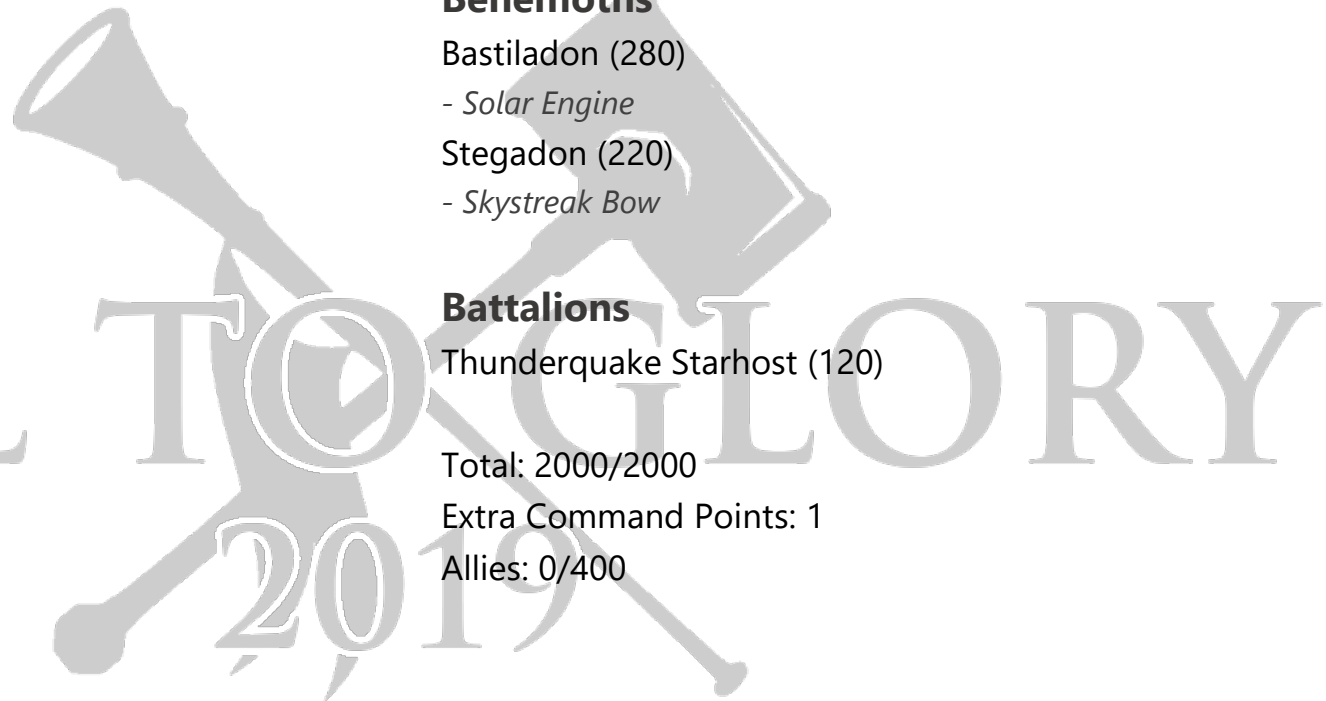 Behemoths
Bastiladon (280)
- Solar Engine
Stegadon (220)
- Skystreak Bow
Battalions
Thunderquake Starhost (120)
L TO GLORY
Total: 2000/2000
Extra Command Points: 1
2019
Allies: 0/400